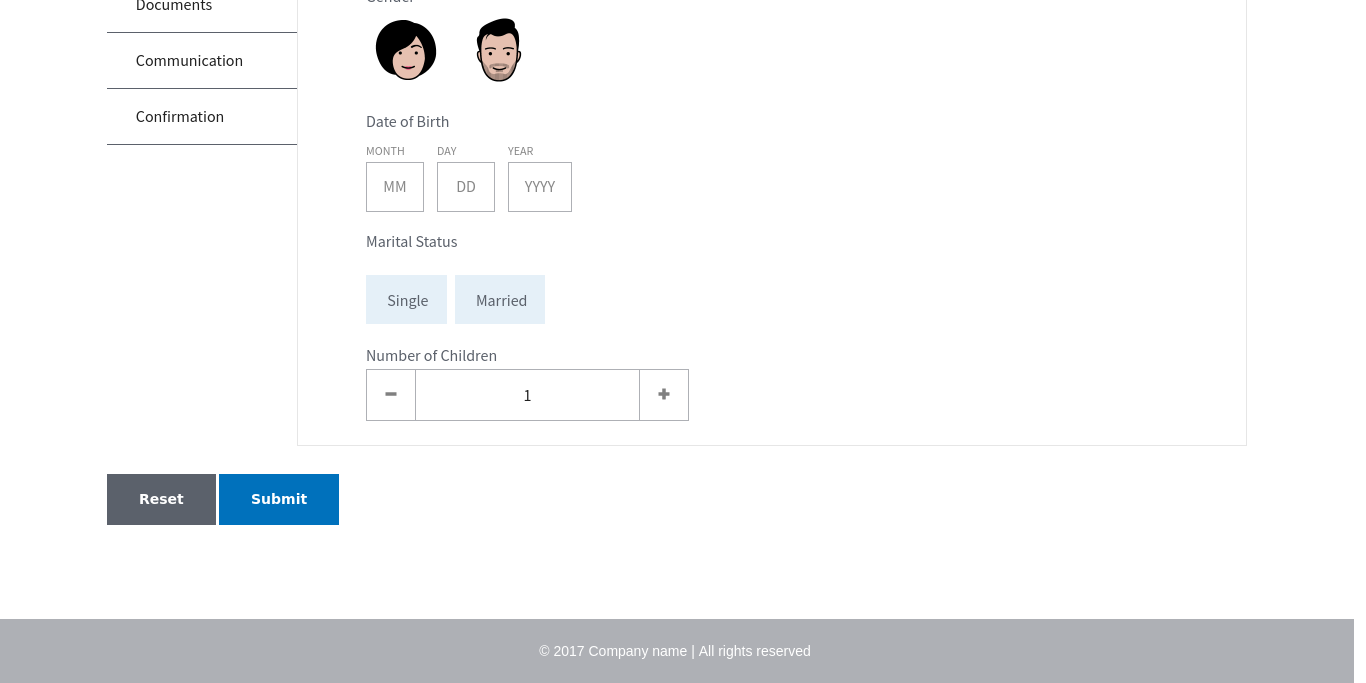 Documents
Communication
Confirmation
Gender
Date of Birth
MONTH DAY YEAR
MM DD YYYY
Marital Status
Single Married
Number of Children
1
Reset Submit
© 2017 Company name | All rights reserved